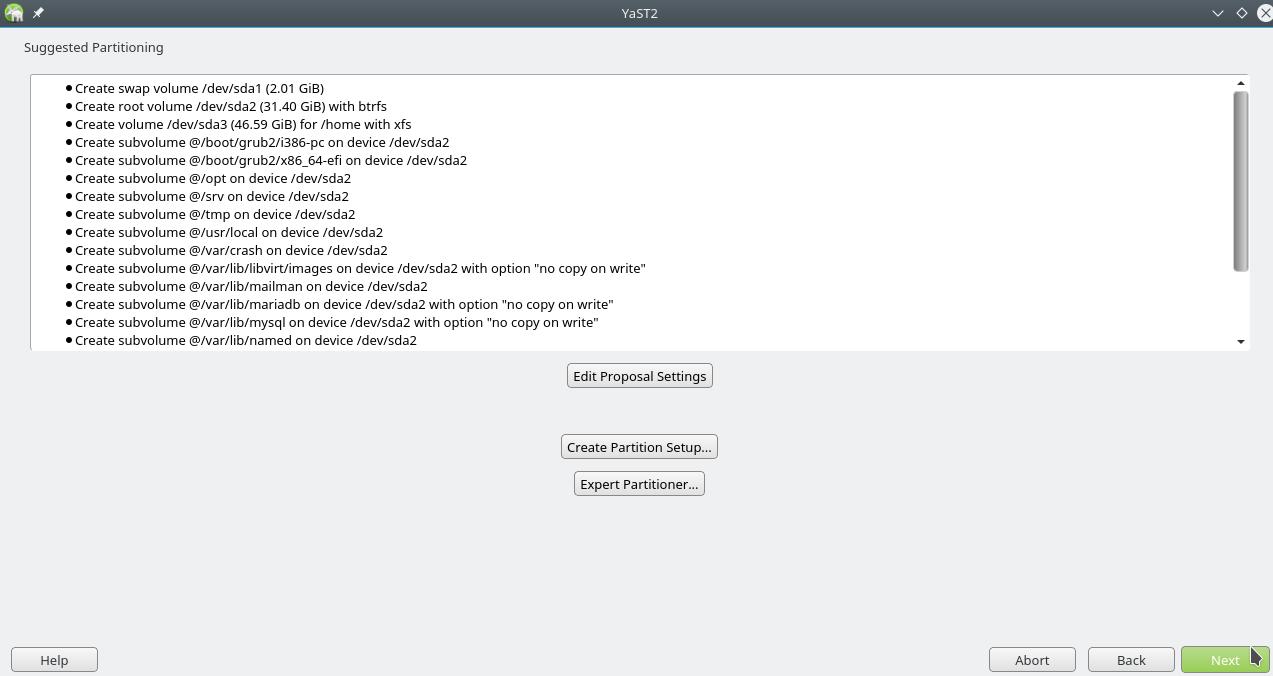 YaST2
Suggested Partitioning
Create swap volume /dev/sda1 (2.01 GiB)
Create root volume /dev/sda2 (31.40 GiB) with btrfs
Create volume /dev/sda3 (46.59 GiB) for /home with xfs
Create subvolume @/boot/grub2/i386-pc on device /dev/sda2
Create subvolume @/boot/grub2/x86_64-efi on device /dev/sda2
Create subvolume @/opt on device /dev/sda2
Create subvolume @/srv on device /dev/sda2
Create subvolume @/tmp on device /dev/sda2
Create subvolume @/usr/local on device /dev/sda2
Create subvolume @/var/crash on device /dev/sda2
Create subvolume @/var/lib/libvirt/images on device /dev/sda2 with option "no copy on write"
Create subvolume @/var/lib/mailman on device /dev/sda2
Create subvolume @/var/lib/mariadb on device /dev/sda2 with option "no copy on write"
Create subvolume @/var/lib/mysql on device /dev/sda2 with option "no copy on write"
Create subvolume @/var/lib/named on device /dev/sda2
Edit Proposal Settings
Create Partition Setup...
Expert Partitioner...
Help
Abort
Back
Next